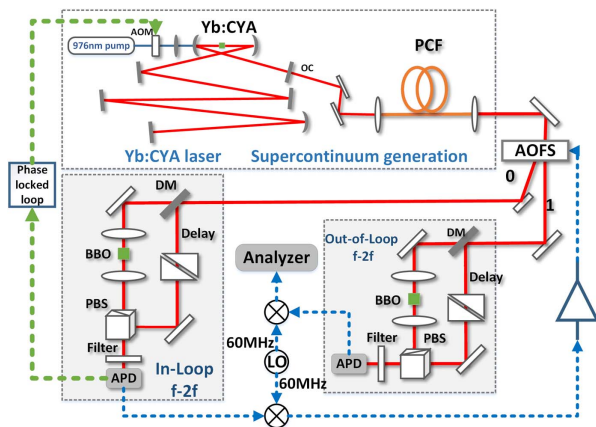 Yb:CYA
AOM
976nm pump
OC
PCF
Yb:CYA laser
Supercontinuum generation
AOFS
0
1
Phase
locked
loop
DM
Delay
BBO
PBS
Filter
APD
In-Loop
f-2f
Analyzer
60MHz
LO
60MHz
Out-of-Loop
f-2f
DM
Delay
BBO
PBS
Filter
APD